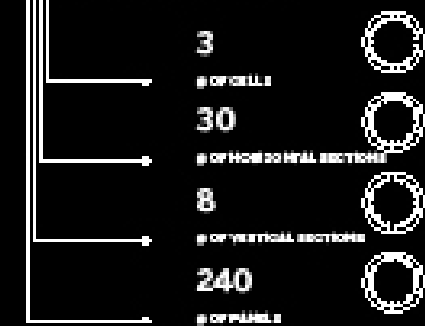 3
# OF CELLS
30
# OF HORIZONTAL SECTIONS
8
# OF VERTICAL SECTIONS
240
# OF PANELS